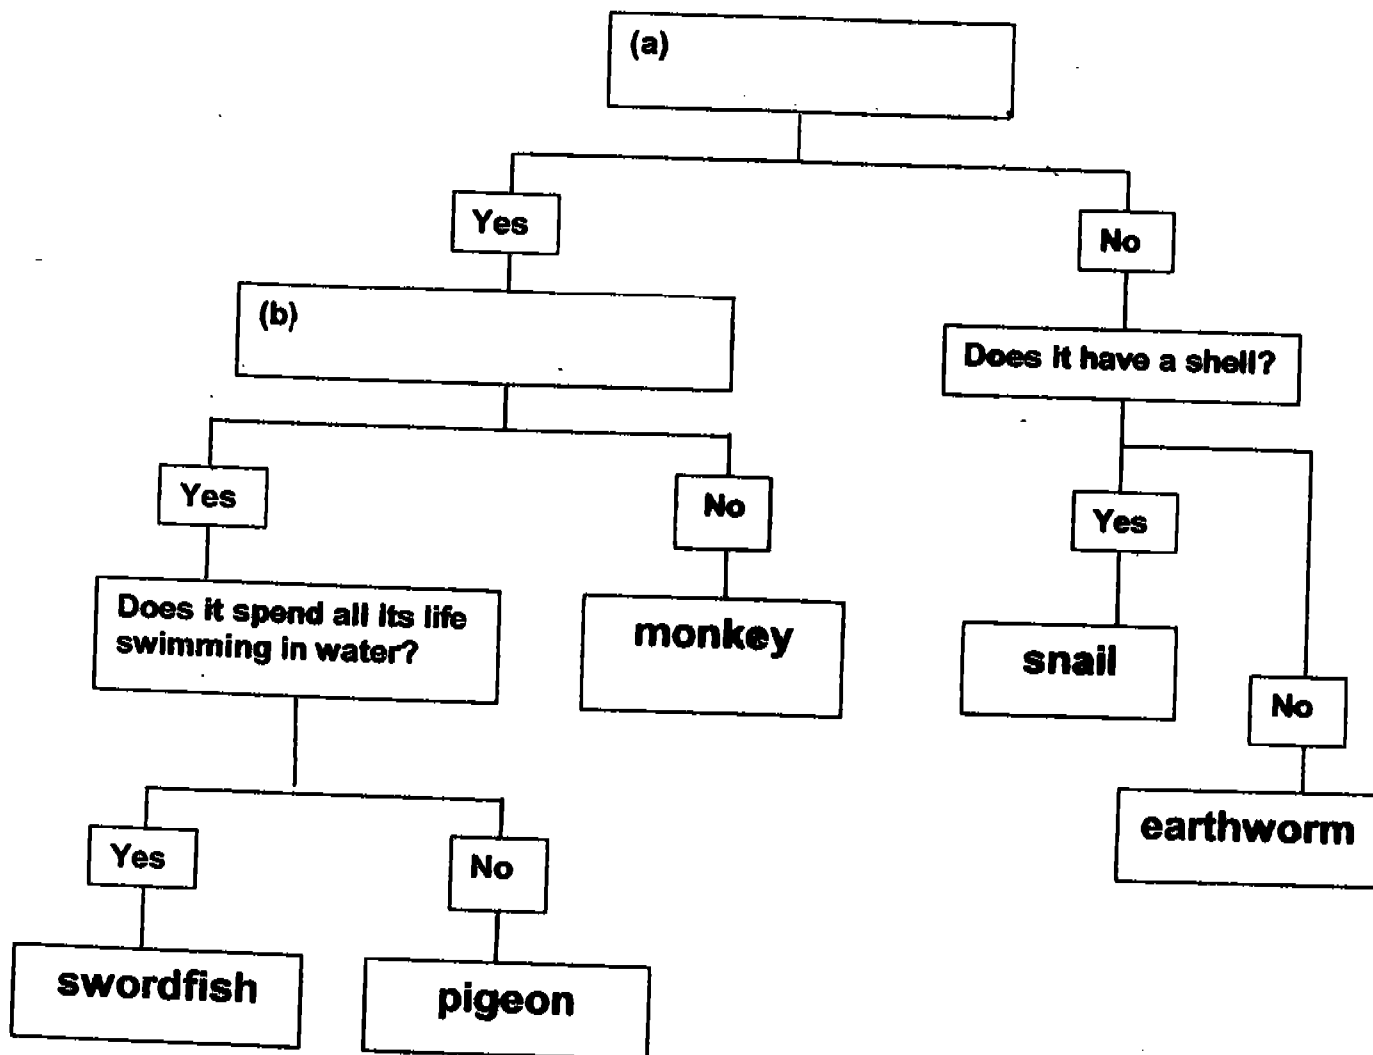 (a)
Yes
No
(b)
Does it have a shell?
Yes
No
Yes
Does it spend all its life
swimming in water?
monkey
snail
No
earthworm
Yes
No
swordfish
pigeon